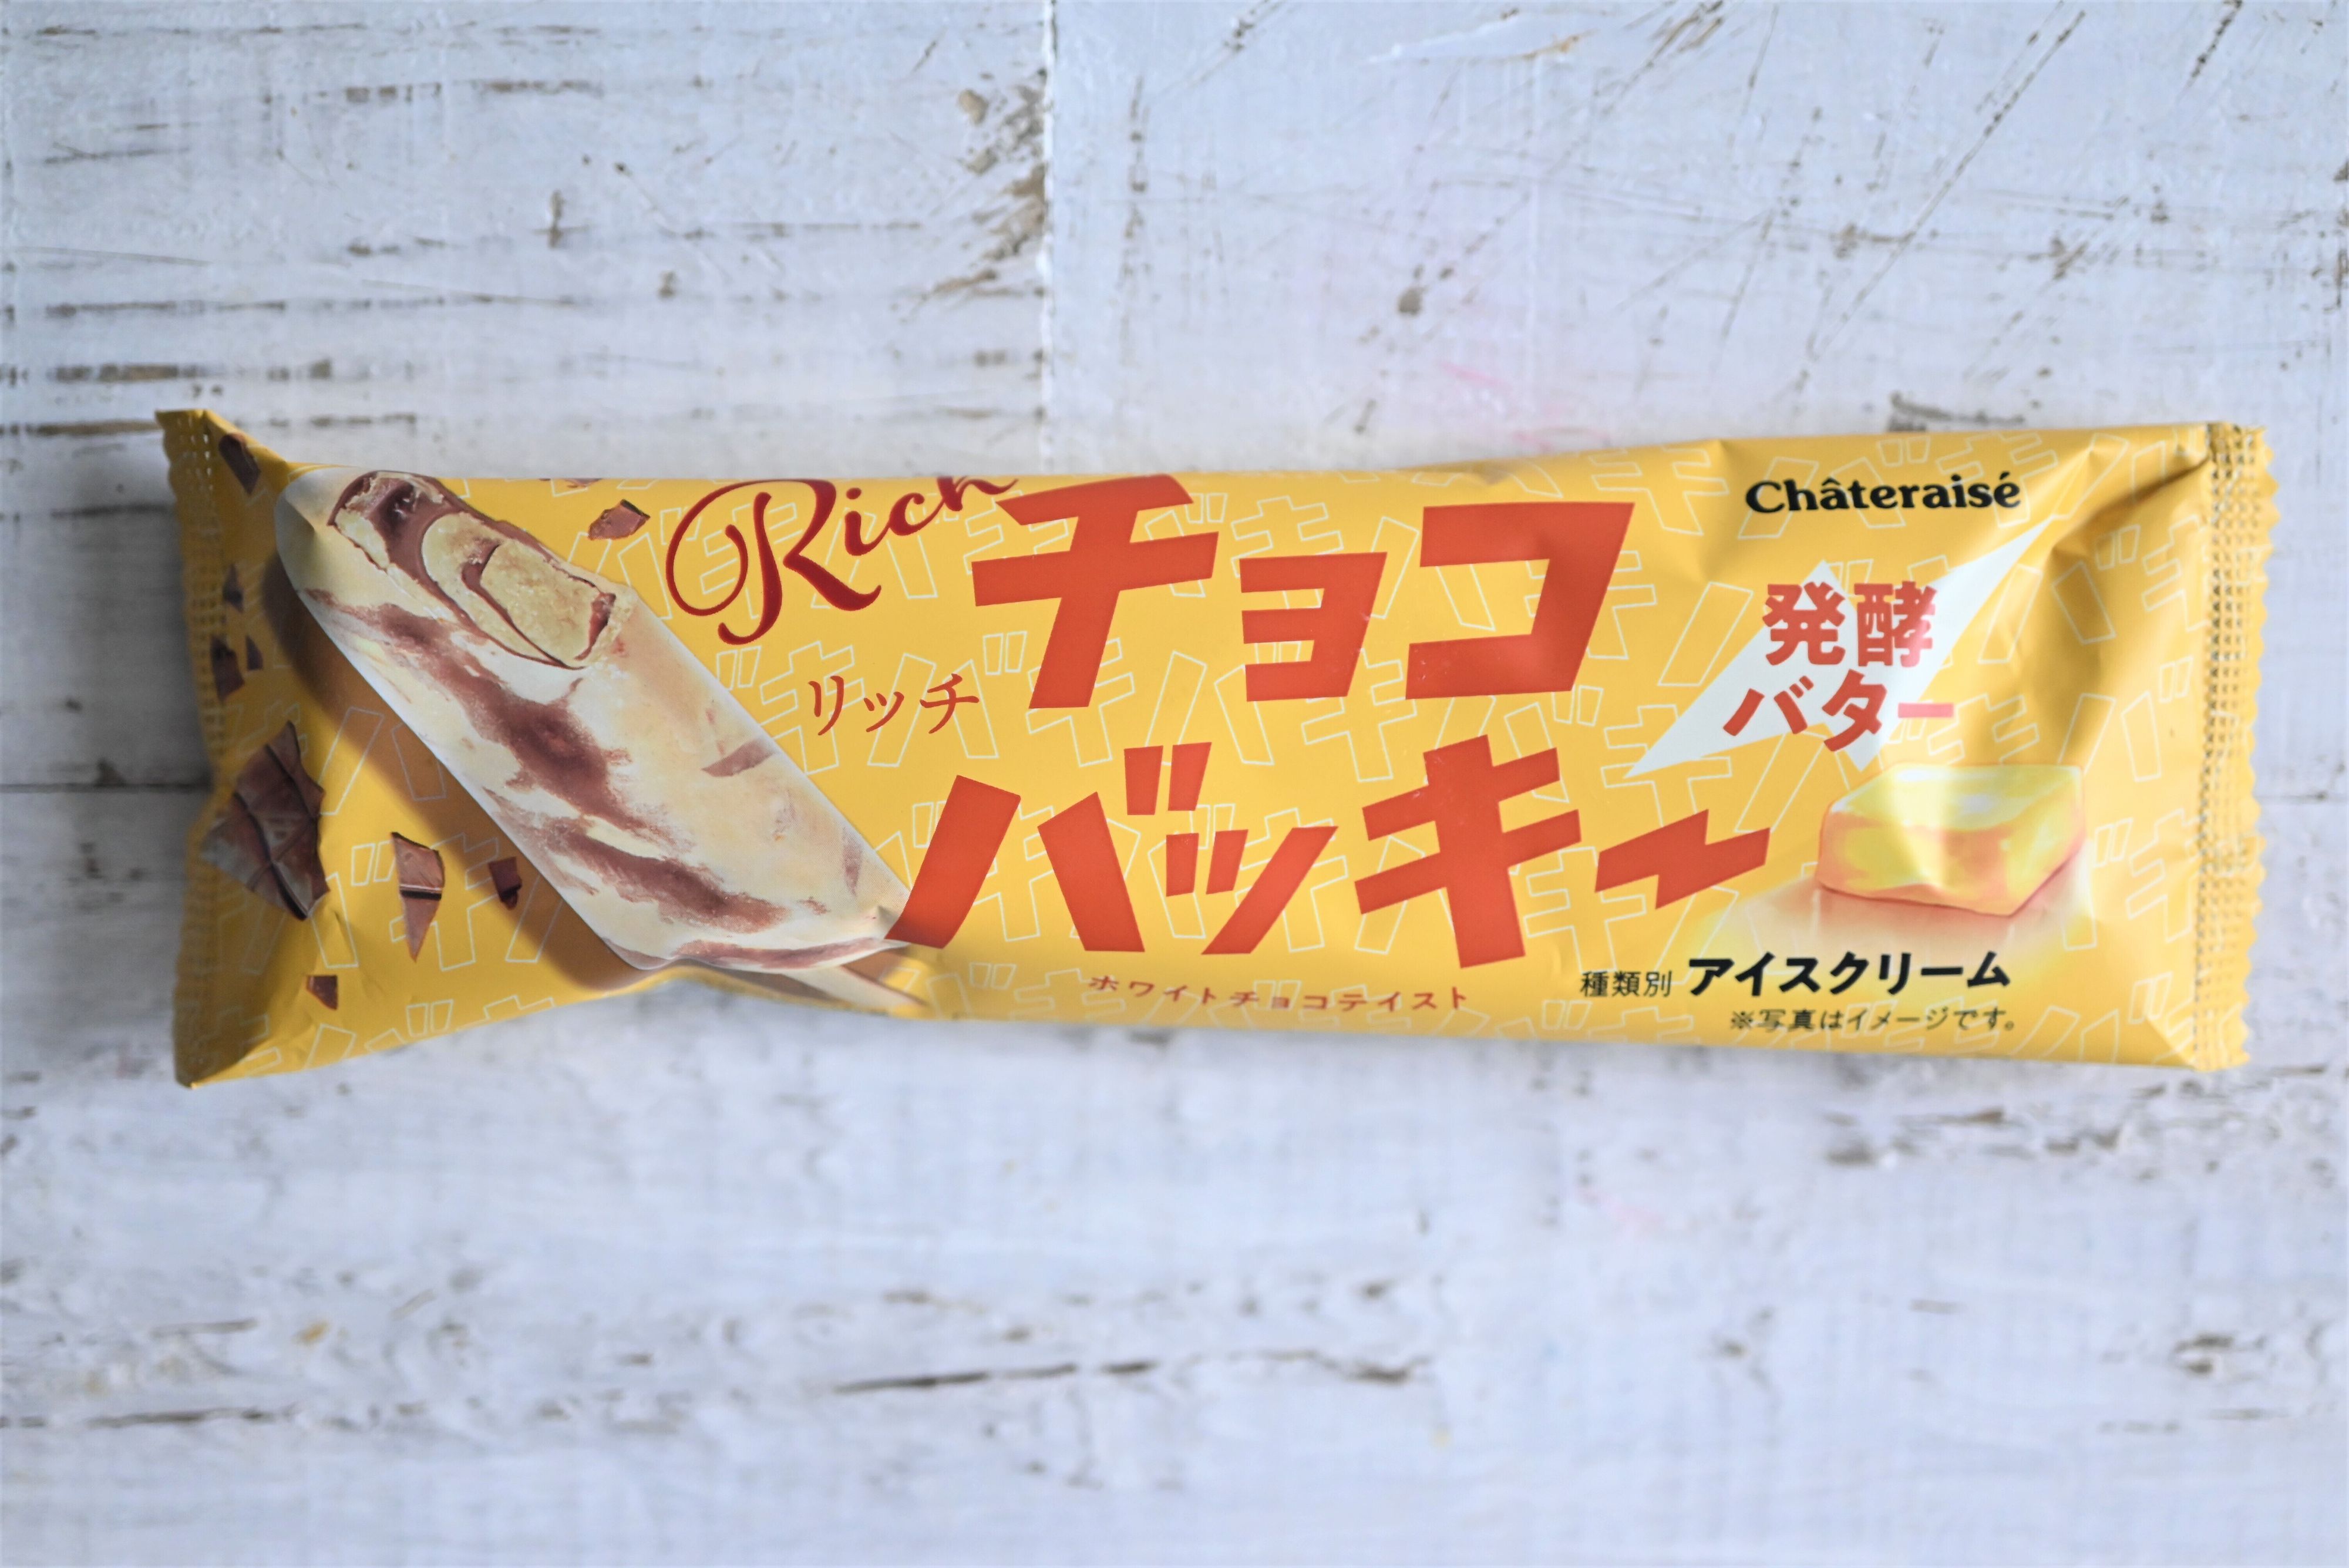 Rich
リッチ
チョコ
バッキー
ホワイトチョコテイスト
Châteraisé
発酵
バター
種類別 アイスクリーム
※写真はイメージです。